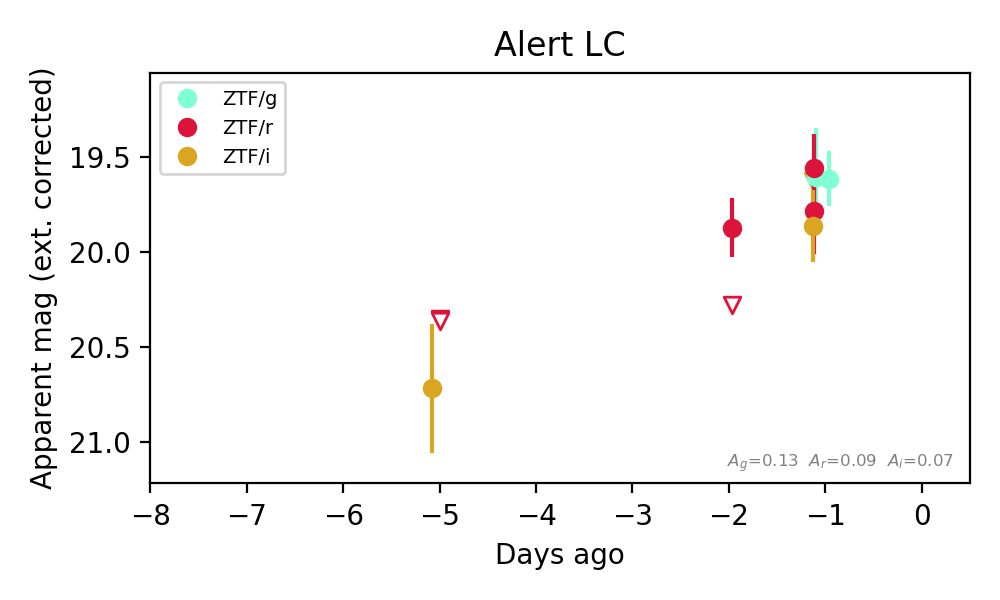 Alert LC
ZTF/g
ZTF/r
ZTF/i
Apparent mag (ext. corrected)
19.5
20.0
20.5
21.0
A_g=0.13 A_r=0.09 A_i=0.07
−8 −7 −6 −5 −4 −3 −2 −1 0
Days ago